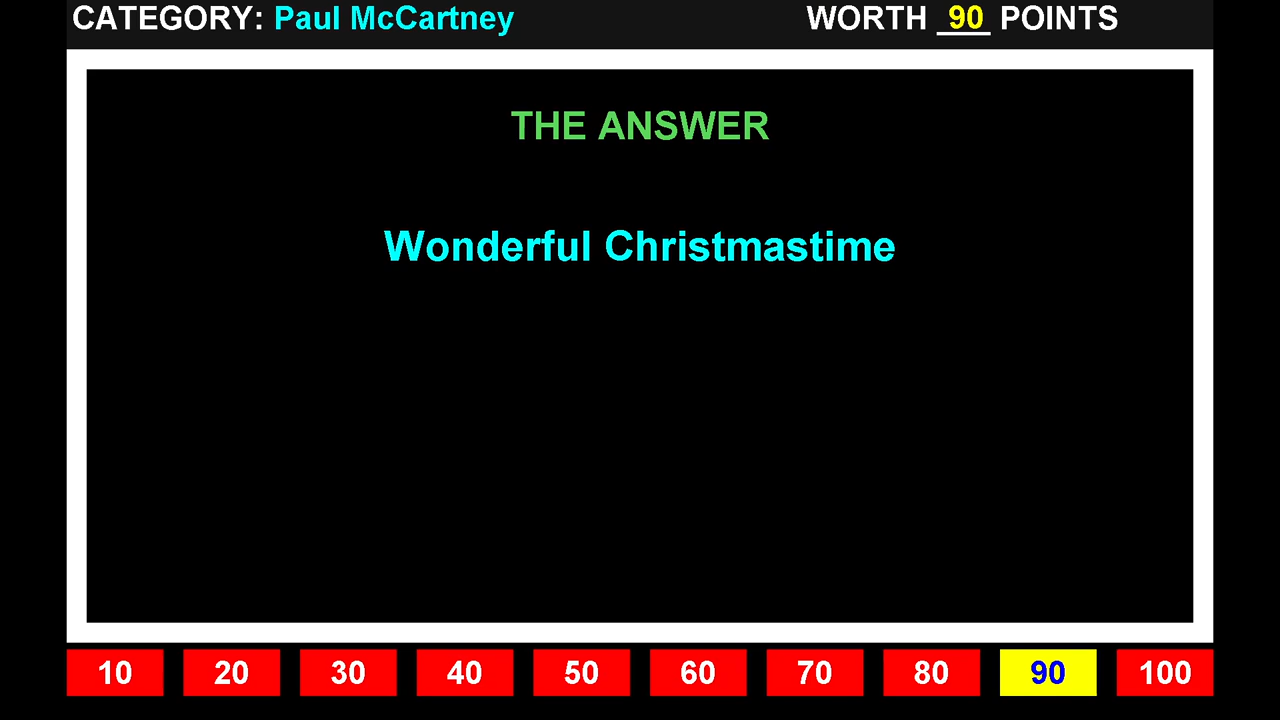 CATEGORY: Paul McCartney WORTH 90 POINTS
THE ANSWER
Wonderful Christmastime
10 20 30 40 50 60 70 80 90 100